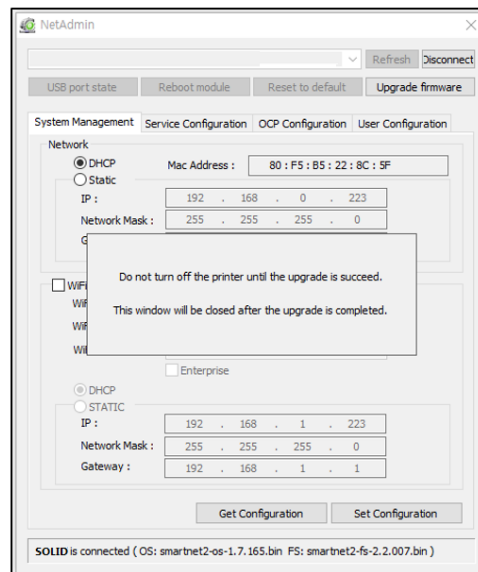 NetAdmin
Refresh Disconnect
USB port state Reboot module Reset to default Upgrade firmware
System Management Service Configuration OCP Configuration User Configuration
Network
DHCP Mac Address : 80 : F5 : B5 : 22 : 8C : 5F
Static
IP : 192 . 168 . 0 . 223
Network Mask : 255 . 255 . 255 . 0
G
Do not turn off the printer until the upgrade is succeed.
WiFi
WiF
This window will be closed after the upgrade is completed.
WiF
WiF
Enterprise
DHCP
STATIC
IP : 192 . 168 . 1 . 223
Network Mask : 255 . 255 . 255 . 0
Gateway : 192 . 168 . 1 . 1
Get Configuration Set Configuration
SOLID is connected ( OS: smartnet2-os-1.7.165.bin FS: smartnet2-fs-2.2.007.bin )